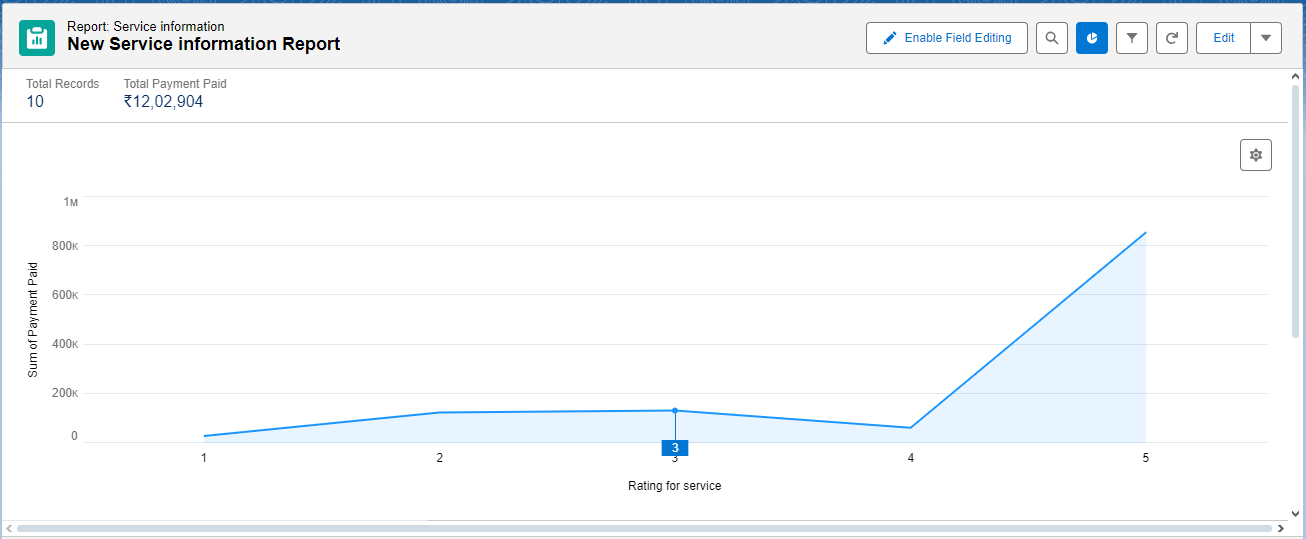 Report: Service information
New Service information Report
Enable Field Editing
Edit
Total Records
Total Payment Paid
10
₹12,02,904
1M
800K
600K
400K
200K
0
Sum of Payment Paid
3
1
2
3
4
5
Rating for service